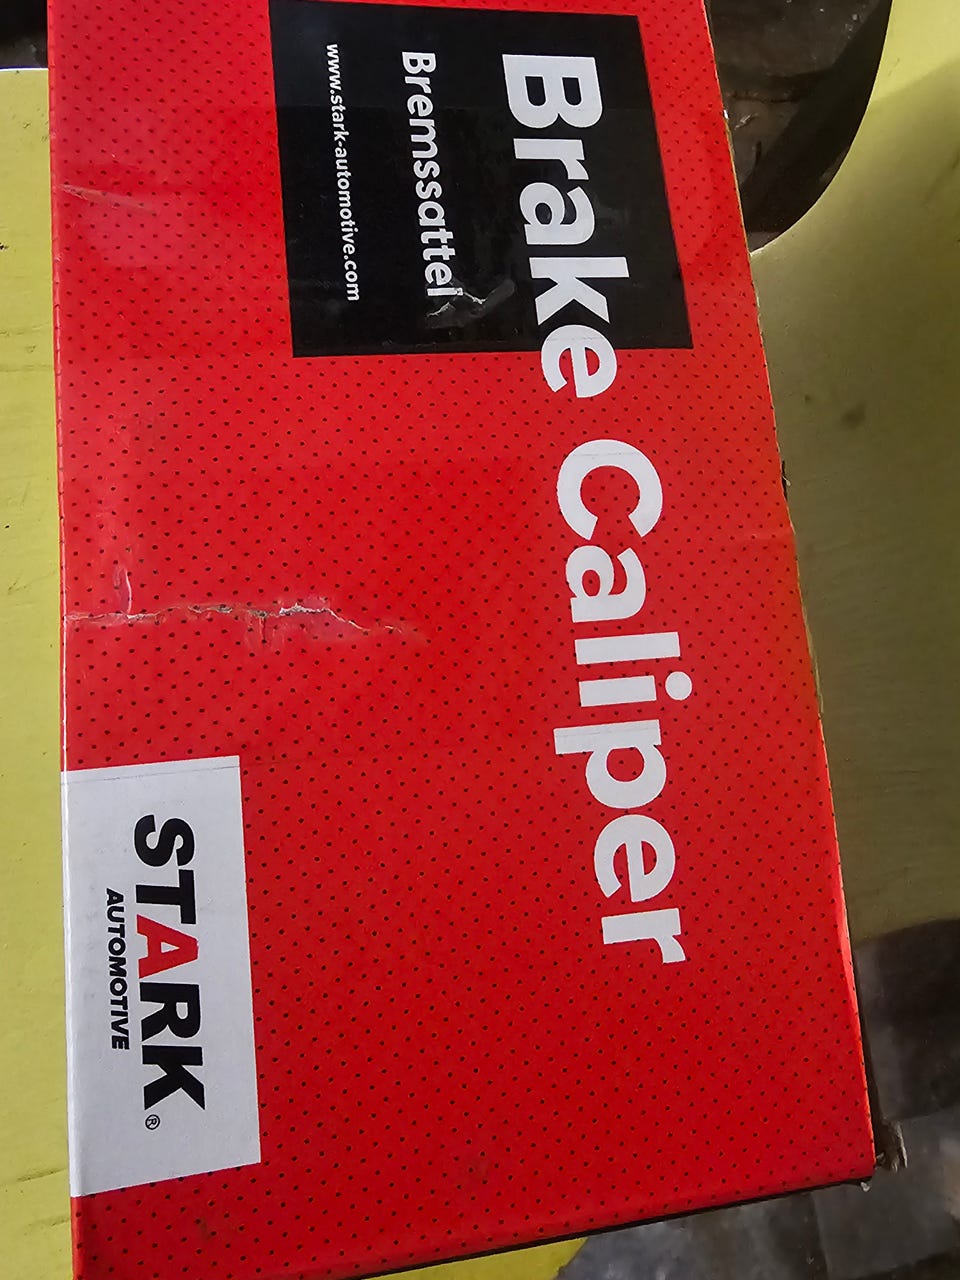 Brake Caliper
Bremssattel
www.stark-automotive.com
STARK®
AUTOMOTIVE